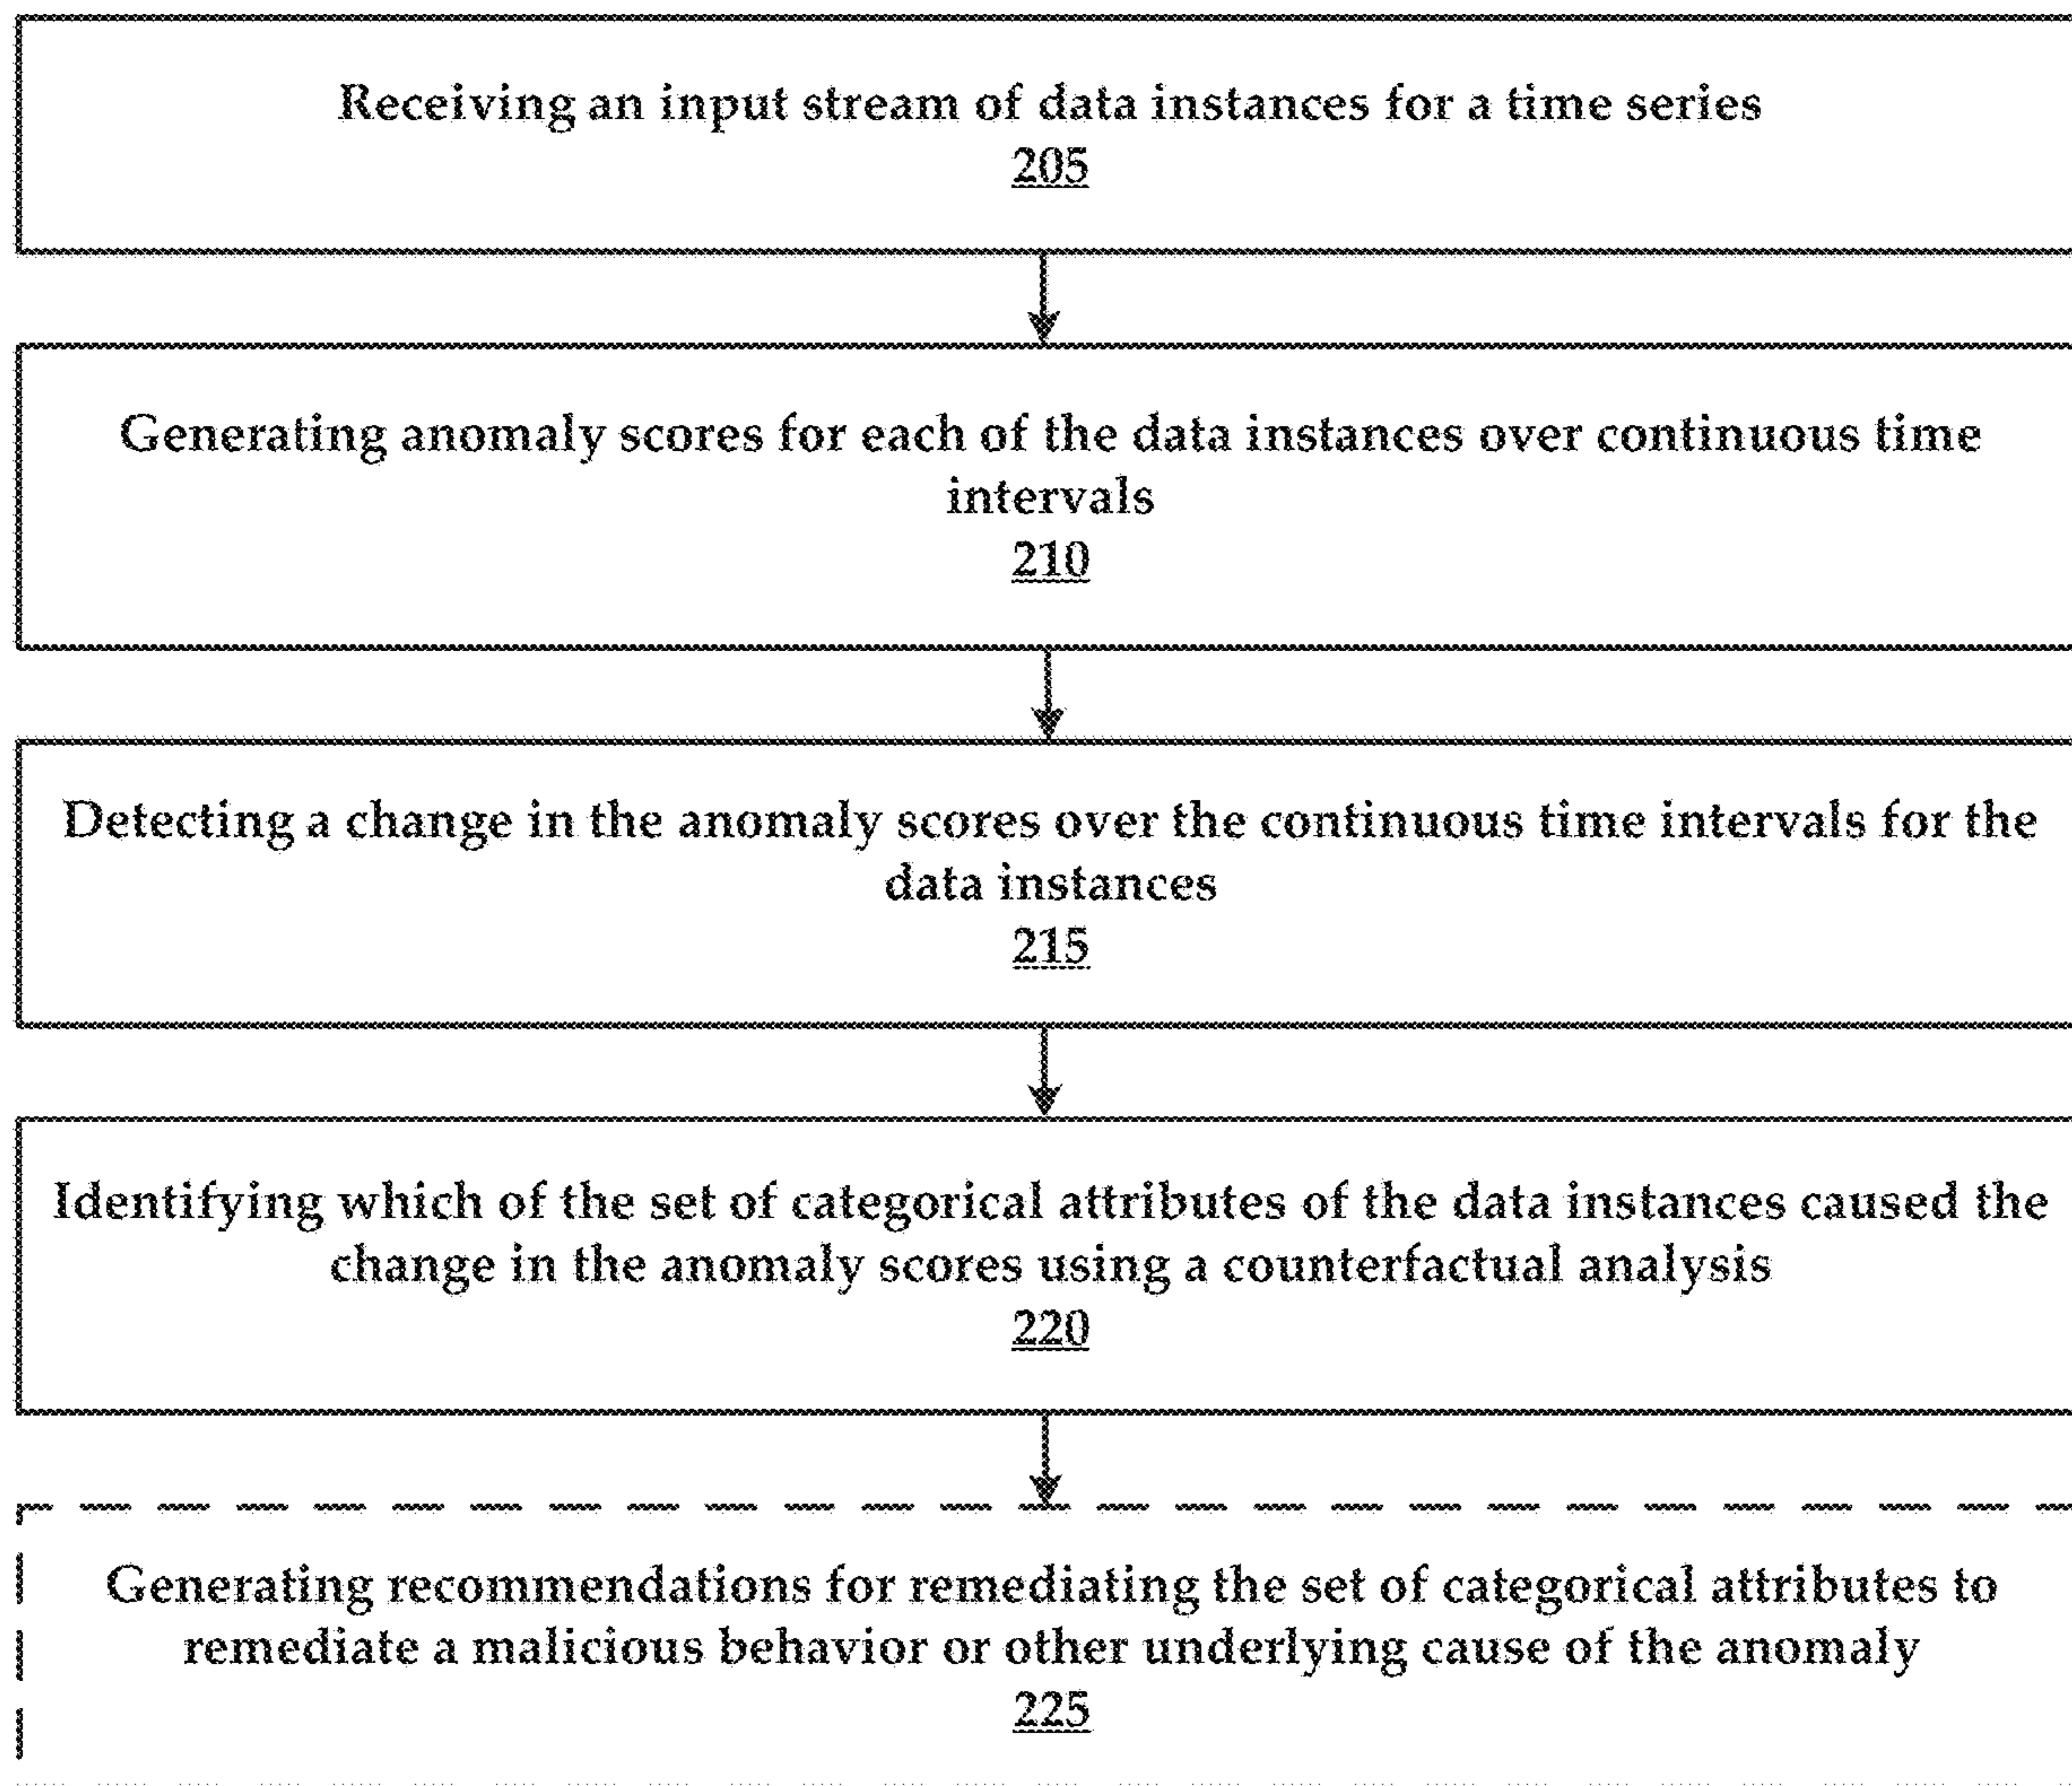 Receiving an input stream of data instances for a time series
205
Generating anomaly scores for each of the data instances over continuous time
intervals
210
Detecting a change in the anomaly scores over the continuous time intervals for the
data instances
215
Identifying which of the set of categorical attributes of the data instances caused the
change in the anomaly scores using a counterfactual analysis
220
Generating recommendations for remediating the set of categorical attributes to
remediate a malicious behavior or other underlying cause of the anomaly
225